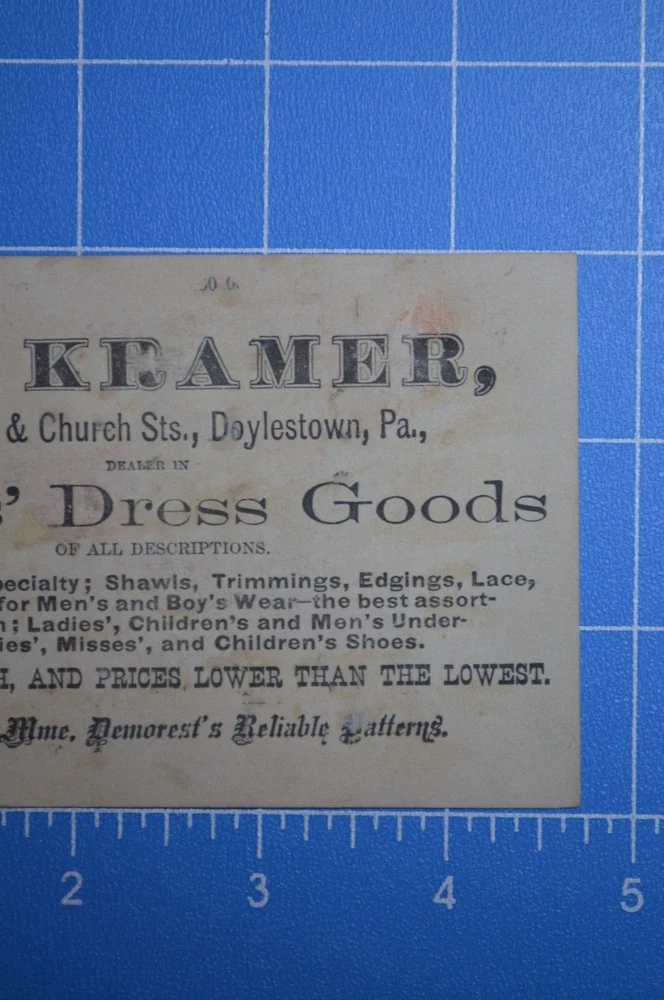 KRAMER,
& Church Sts., Doylestown, Pa.,
DEALER IN
s' Dress Goods
OF ALL DESCRIPTIONS.
pecialty; Shawls, Trimmings, Edgings, Lace,
for Men's and Boy's Wear—the best assort-
n; Ladies', Children's and Men's Under-
ies', Misses', and Children's Shoes.
H, AND PRICES LOWER THAN THE LOWEST.
Mme. Demorest's Reliable Patterns.
2 3 4 5